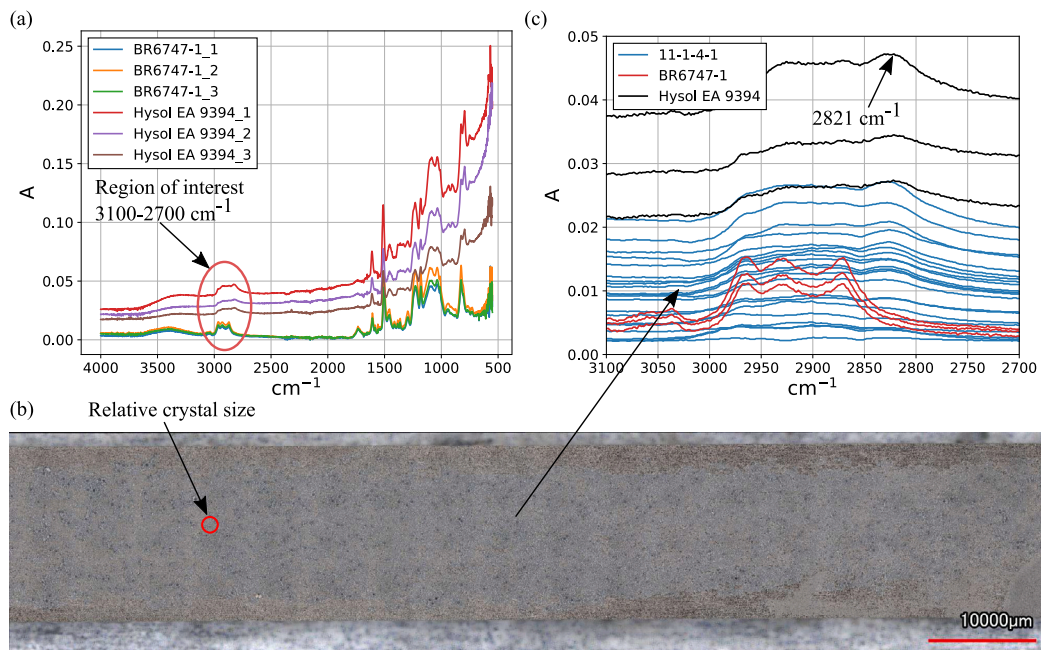 (a)
0.25
0.20
0.15
0.10
0.05
0.00
A
BR6747-1_1
BR6747-1_2
BR6747-1_3
Hysol EA 9394_1
Hysol EA 9394_2
Hysol EA 9394_3
Region of interest
3100-2700 cm⁻¹
4000 3500 3000 2500 2000 1500 1000 500
cm⁻¹
(c)
0.05
0.04
0.03
0.02
0.01
0.00
A
11-1-4-1
BR6747-1
Hysol EA 9394
2821 cm⁻¹
3100 3050 3000 2950 2900 2850 2800 2750 2700
cm⁻¹
(b)
Relative crystal size
10000μm